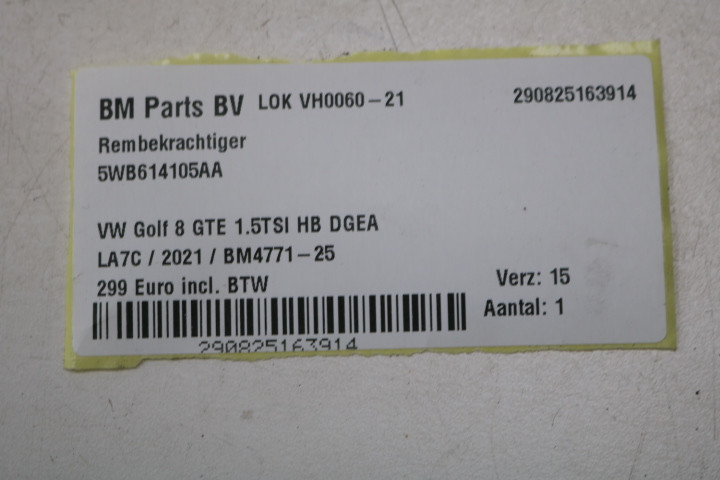 BM Parts BV LOK VH0060-21 290825163914
Rembekrachtiger
5WB614105AA
VW Golf 8 GTE 1.5TSI HB DGEA
LA7C / 2021 / BM4771-25
299 Euro incl. BTW
Verz: 15
Aantal: 1
290825163914